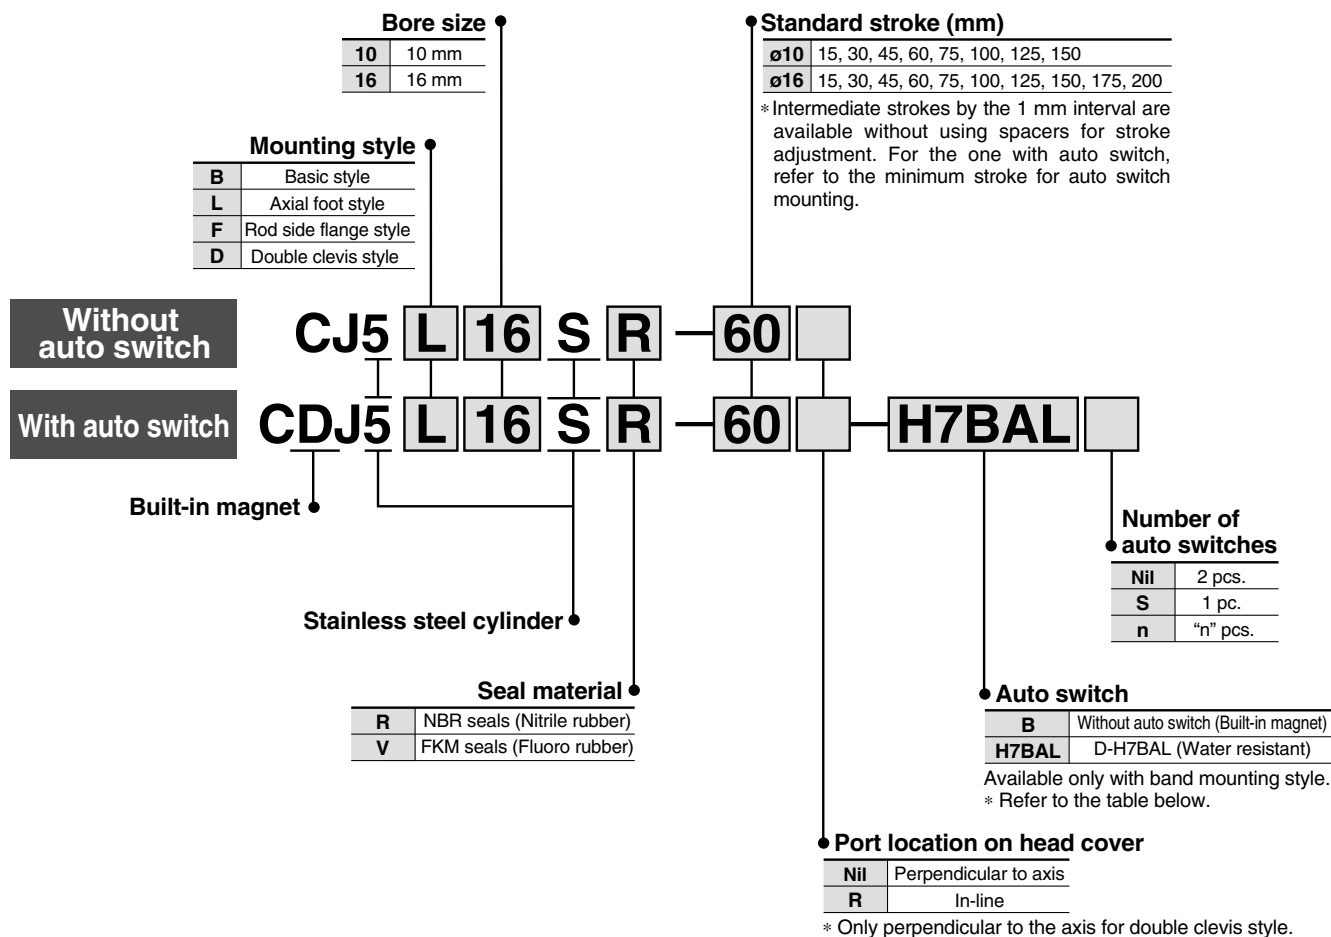 Bore size
10 10 mm
16 16 mm
Standard stroke (mm)
ø10 15, 30, 45, 60, 75, 100, 125, 150
ø16 15, 30, 45, 60, 75, 100, 125, 150, 175, 200
* Intermediate strokes by the 1 mm interval are
available without using spacers for stroke
adjustment. For the one with auto switch,
refer to the minimum stroke for auto switch
mounting.
Mounting style
B Basic style
L Axial foot style
F Rod side flange style
D Double clevis style
Without
auto switch
CJ5 L 16 S R - 60
With auto switch
CDJ5 L 16 S R - 60 - H7BAL
Built-in magnet
Number of
auto switches
Nil 2 pcs.
S 1 pc.
n “n” pcs.
Stainless steel cylinder
Seal material
R NBR seals (Nitrile rubber)
V FKM seals (Fluoro rubber)
Auto switch
B Without auto switch (Built-in magnet)
H7BAL D-H7BAL (Water resistant)
Available only with band mounting style.
* Refer to the table below.
Port location on head cover
Nil Perpendicular to axis
R In-line
* Only perpendicular to the axis for double clevis style.